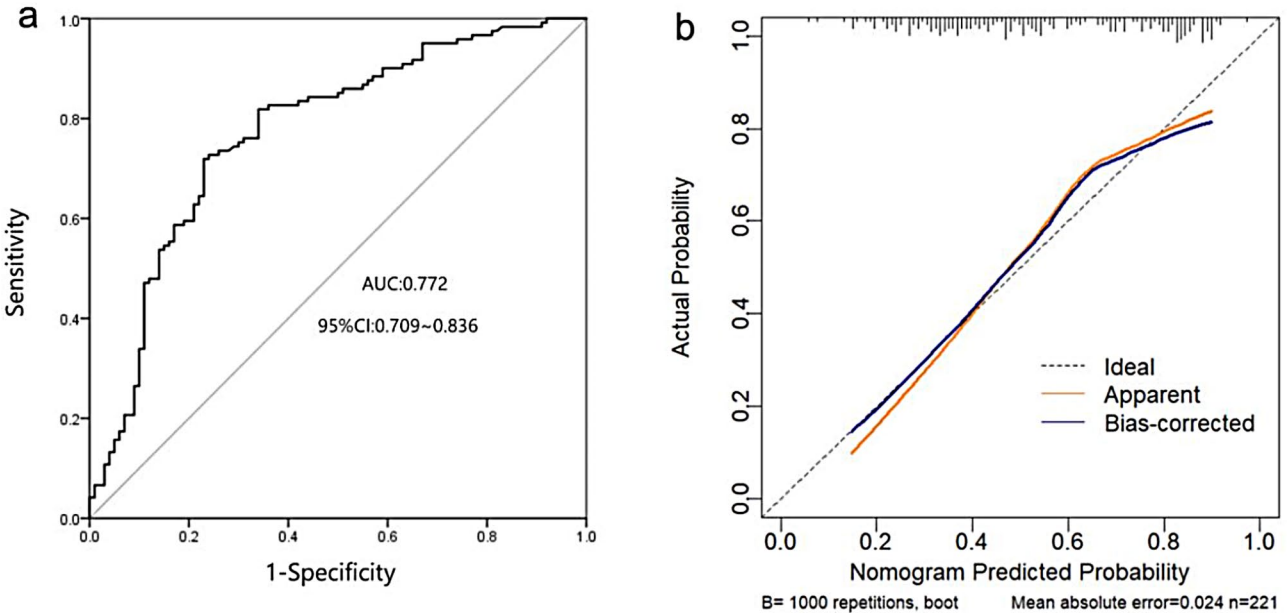 a
1.0
0.8
0.6
0.4
0.2
0.0
Sensitivity
AUC:0.772
95%CI:0.709~0.836
0.0 0.2 0.4 0.6 0.8 1.0
1-Specificity
b
1.0
0.8
0.6
0.4
0.2
0.0
Actual Probability
Ideal
Apparent
Bias-corrected
0.0 0.2 0.4 0.6 0.8 1.0
Nomogram Predicted Probability
B= 1000 repetitions, boot Mean absolute error=0.024 n=221